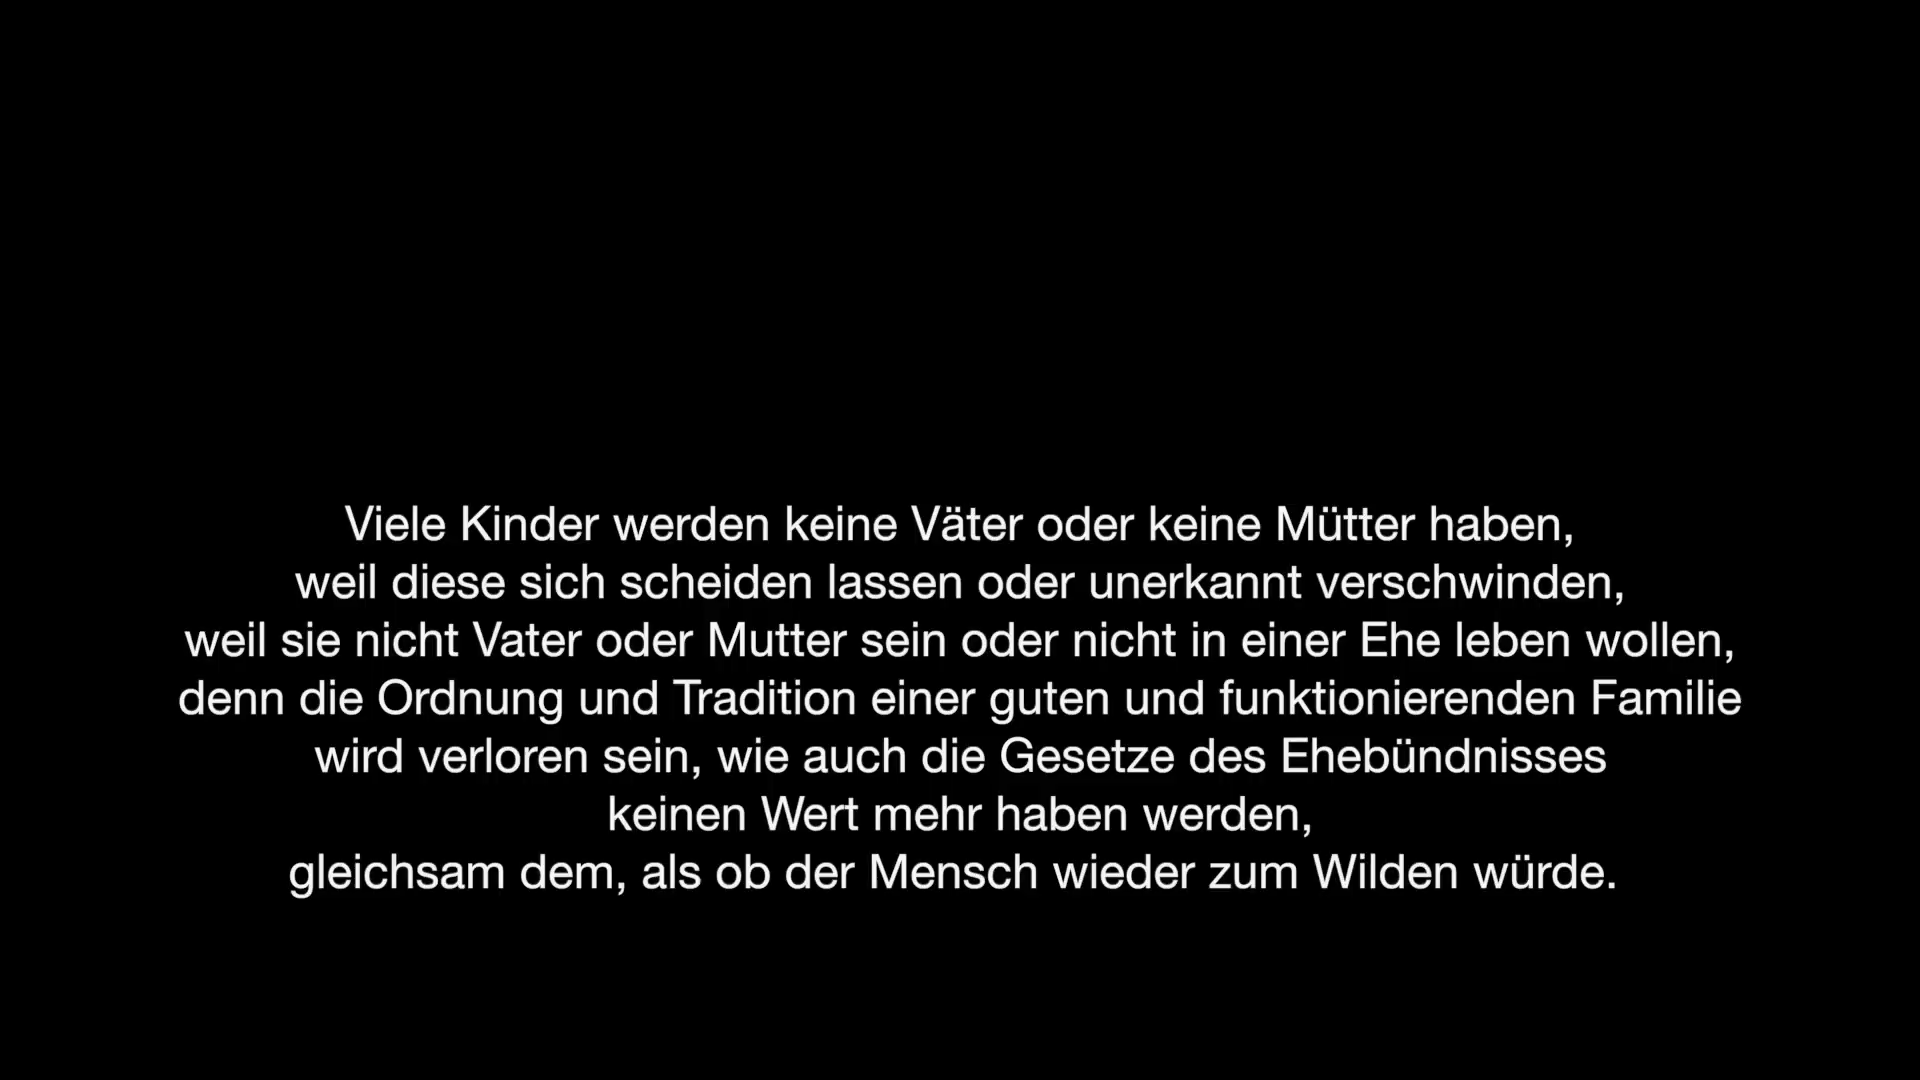 Viele Kinder werden keine Väter oder keine Mütter haben,
weil diese sich scheiden lassen oder unerkannt verschwinden,
weil sie nicht Vater oder Mutter sein oder nicht in einer Ehe leben wollen,
denn die Ordnung und Tradition einer guten und funktionierenden Familie
wird verloren sein, wie auch die Gesetze des Ehebündnisses
keinen Wert mehr haben werden,
gleichsam dem, als ob der Mensch wieder zum Wilden würde.